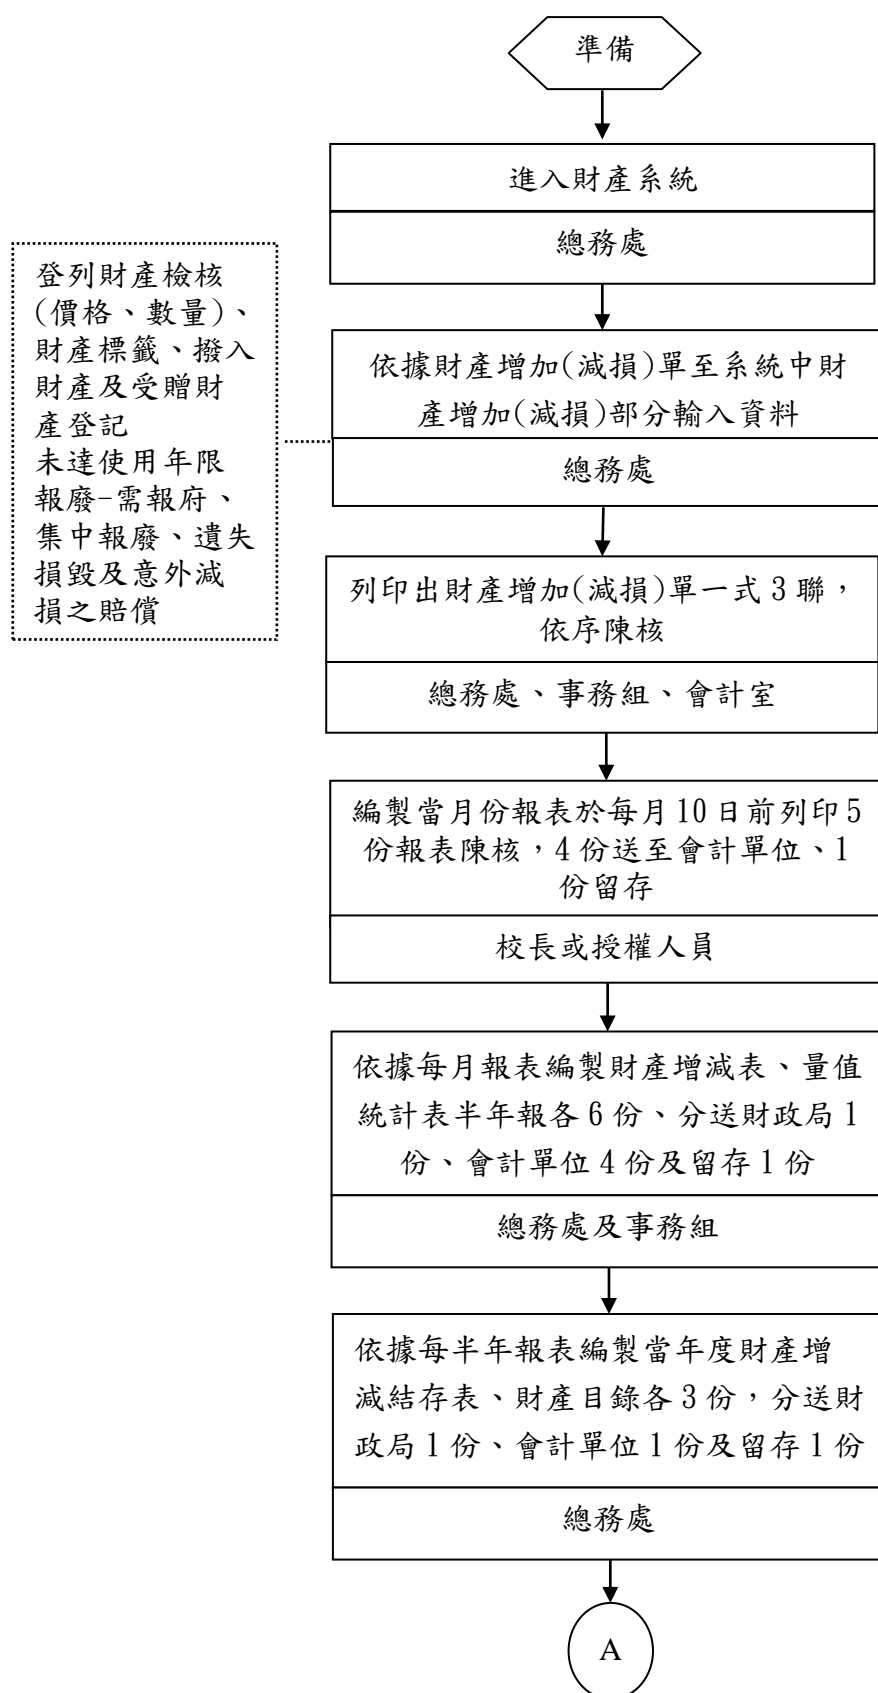 準備
進入財產系統
總務處
登列財產檢核
(價格、數量)、
財產標籤、撥入
財產及受贈財
產登記
未達使用年限
報廢-需報府、
集中報廢、遺失
損毀及意外減
損之賠償
依據財產增加(減損)單至系統中財
產增加(減損)部分輸入資料
總務處
列印出財產增加(減損)單一式 3 聯，
依序陳核
總務處、事務組、會計室
編製當月份報表於每月 10 日前列印 5
份報表陳核，4 份送至會計單位、1
份留存
校長或授權人員
依據每月報表編製財產增減表、量值
統計表半年報各 6 份、分送財政局 1
份、會計單位 4 份及留存 1 份
總務處及事務組
依據每半年報表編製當年度財產增
減結存表、財產目錄各 3 份，分送財
政局 1 份、會計單位 1 份及留存 1 份
總務處
A